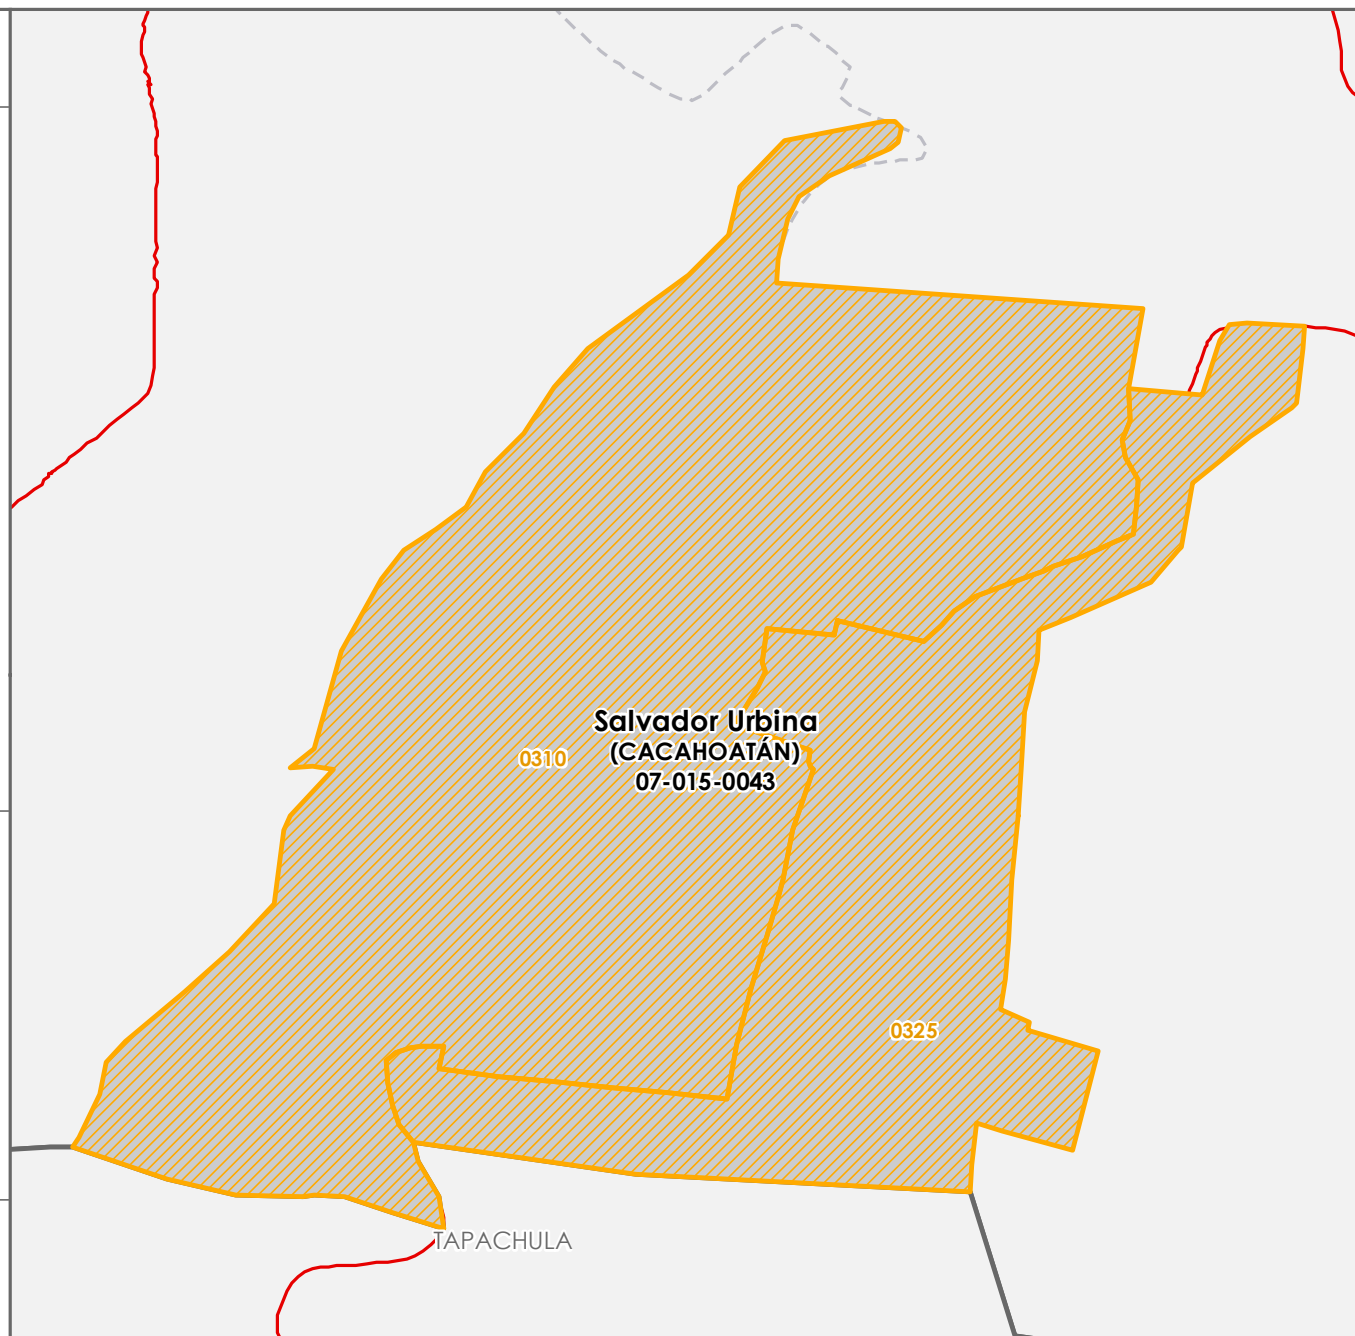 Salvador Urbina
(CACAHOATÁN)
07-015-0043
0310
0325
TAPACHULA